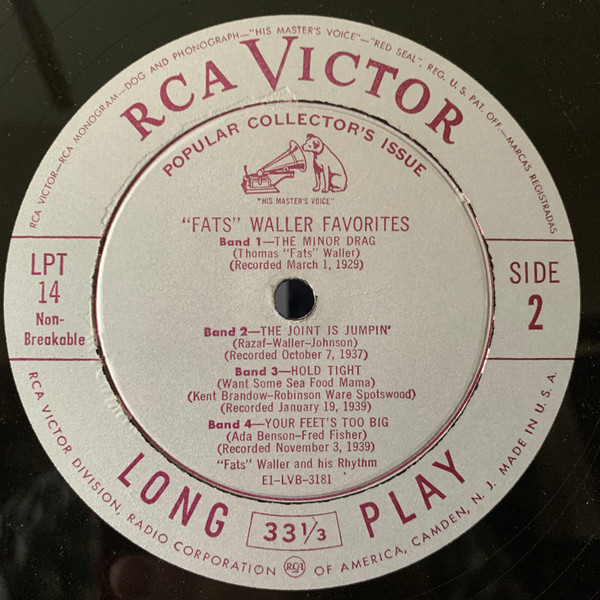 RCA VICTOR—RCA MONOGRAM—DOG AND PHONOGRAPH—"HIS MASTER'S VOICE"—"RED SEAL", REG. U. S. PAT. OFF.—MARCAS REGISTRADAS
RCA VICTOR
POPULAR COLLECTOR'S ISSUE
"HIS MASTER'S VOICE"
"FATS" WALLER FAVORITES
Band 1—THE MINOR DRAG
(Thomas "Fats" Waller)
(Recorded March 1, 1929)
LPT
14
Non-
Breakable
SIDE
2
Band 2—THE JOINT IS JUMPIN'
(Razaf–Waller–Johnson)
(Recorded October 7, 1937)
Band 3—HOLD TIGHT
(Want Some Sea Food Mama)
(Kent Brandow–Robinson Ware Spotswood)
(Recorded January 19, 1939)
Band 4—YOUR FEET'S TOO BIG
(Ada Benson–Fred Fisher)
(Recorded November 3, 1939)
"Fats" Waller and his Rhythm
E1-LVB-3181
LONG 33 1/3 PLAY
RCA VICTOR DIVISION, RADIO CORPORATION RCA OF AMERICA, CAMDEN, N. J. MADE IN U. S. A.